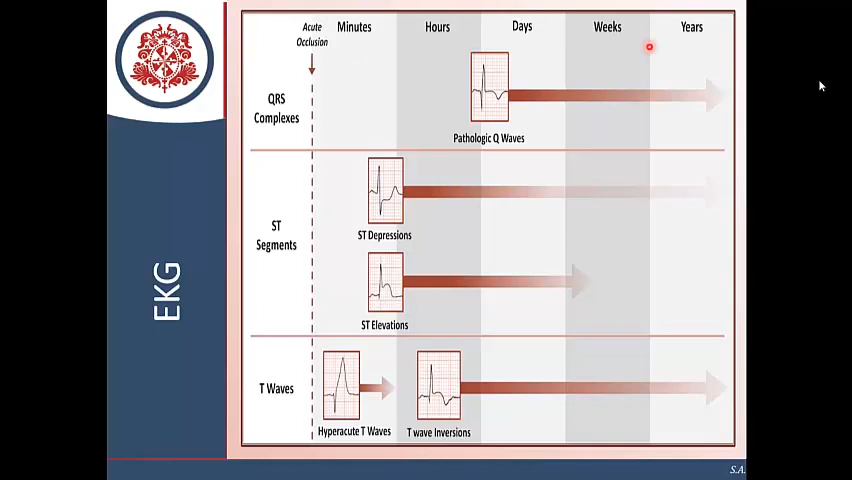 EKG
Acute
Occlusion
Minutes
Hours
Days
Weeks
Years
QRS
Complexes
Pathologic Q Waves
ST
Segments
ST Depressions
ST Elevations
T Waves
Hyperacute T Waves
T wave Inversions
S.A.